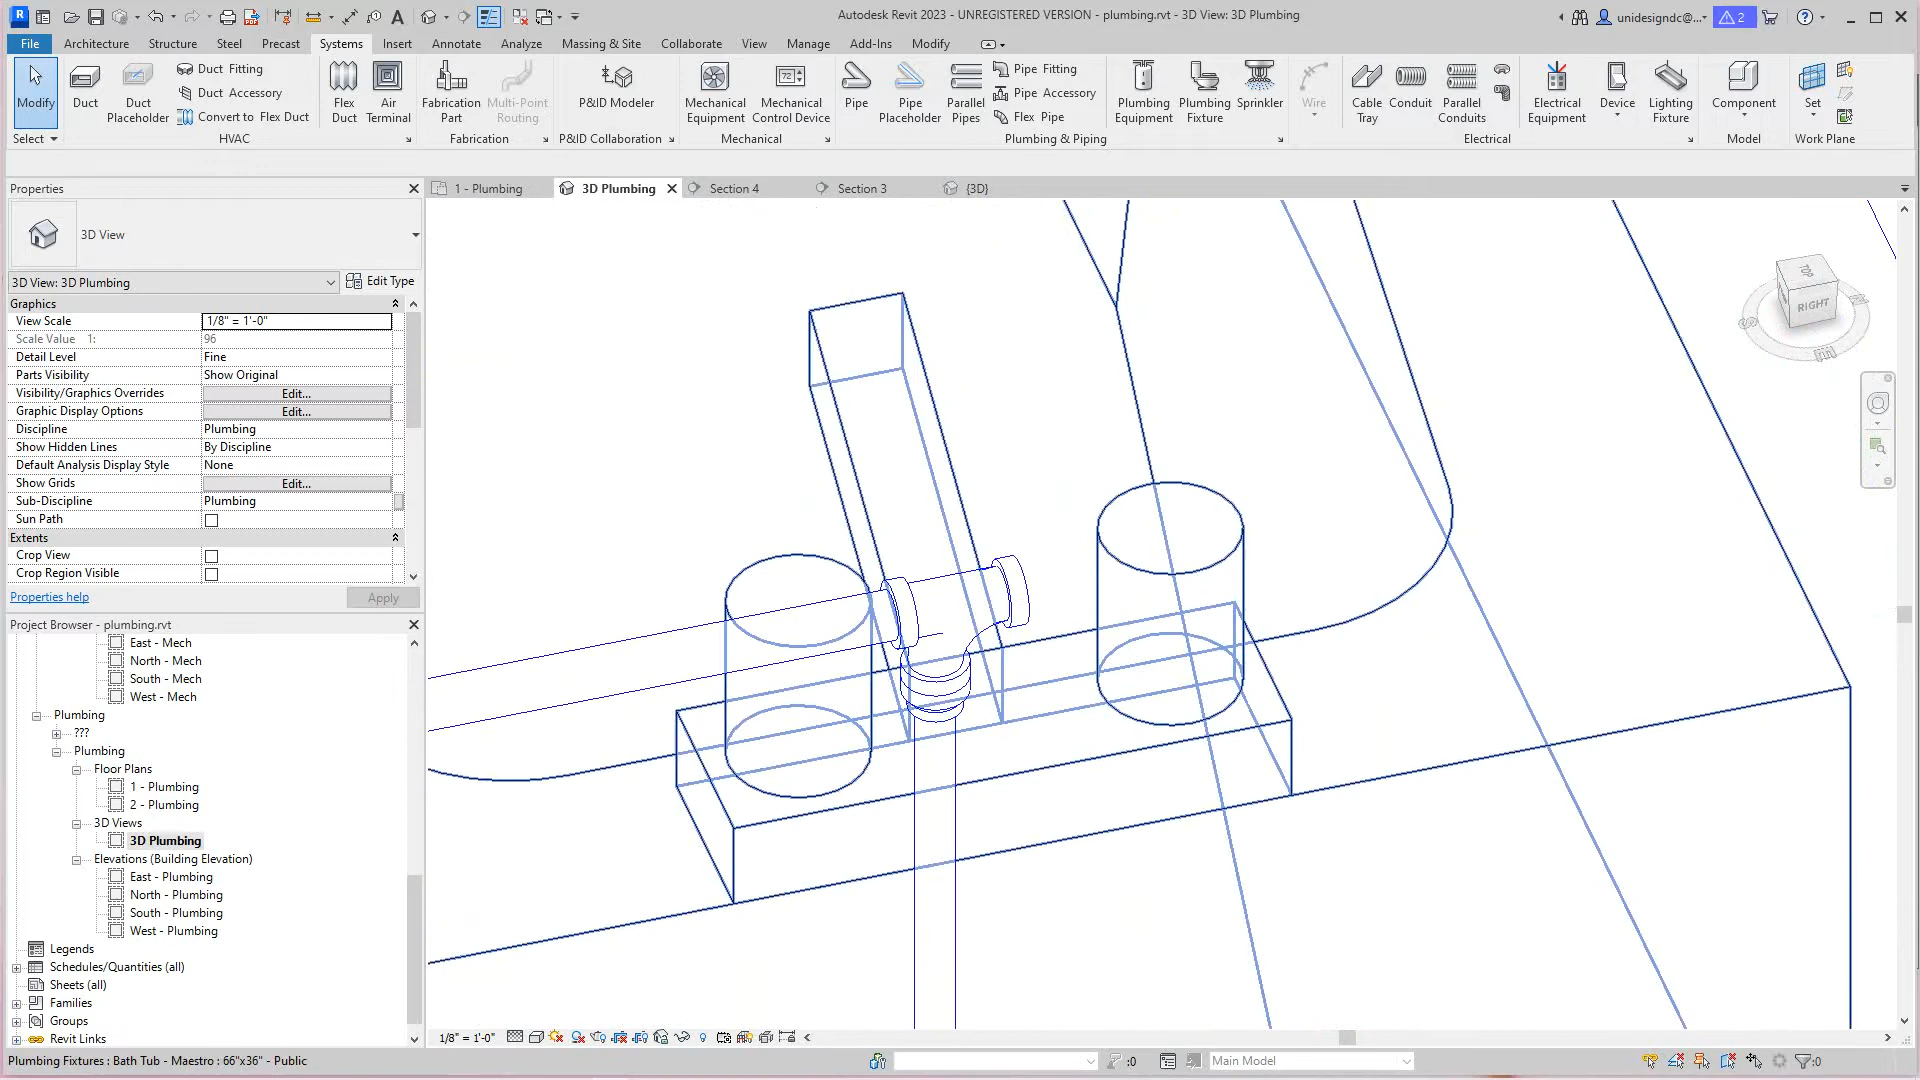 Autodesk Revit 2023 - UNREGISTERED VERSION - plumbing.rvt - 3D View: 3D Plumbing
unidesigndc@...
2
File Architecture Structure Steel Precast Systems Insert Annotate Analyze Massing & Site Collaborate View Manage Add-Ins Modify
Modify
Select
Duct
Duct Placeholder
Duct Fitting
Duct Accessory
Convert to Flex Duct
Flex Duct
Air Terminal
HVAC
Fabrication Part
Multi-Point Routing
Fabrication
P&ID Modeler
P&ID Collaboration
Mechanical Equipment
Mechanical Control Device
Mechanical
Pipe
Pipe Placeholder
Parallel Pipes
Pipe Fitting
Pipe Accessory
Flex Pipe
Plumbing Equipment
Plumbing Fixture
Sprinkler
Plumbing & Piping
Wire
Cable Tray
Conduit
Parallel Conduits
Electrical Equipment
Device
Lighting Fixture
Electrical
Component
Model
Set
Work Plane
Properties
3D View
3D View: 3D Plumbing
Edit Type
Graphics
View Scale 1/8" = 1'-0"
Scale Value 1: 96
Detail Level Fine
Parts Visibility Show Original
Visibility/Graphics Overrides Edit...
Graphic Display Options Edit...
Discipline Plumbing
Show Hidden Lines By Discipline
Default Analysis Display Style None
Show Grids Edit...
Sub-Discipline Plumbing
Sun Path
Extents
Crop View
Crop Region Visible
Properties help
Apply
Project Browser - plumbing.rvt
East - Mech
North - Mech
South - Mech
West - Mech
Plumbing
???
Plumbing
Floor Plans
1 - Plumbing
2 - Plumbing
3D Views
3D Plumbing
Elevations (Building Elevation)
East - Plumbing
North - Plumbing
South - Plumbing
West - Plumbing
Legends
Schedules/Quantities (all)
Sheets (all)
Families
Groups
Revit Links
1 - Plumbing
3D Plumbing
Section 4
Section 3
{3D}
TOP
RIGHT
1/8" = 1'-0"
Plumbing Fixtures : Bath Tub - Maestro : 66"x36" - Public
:0
Main Model
:0